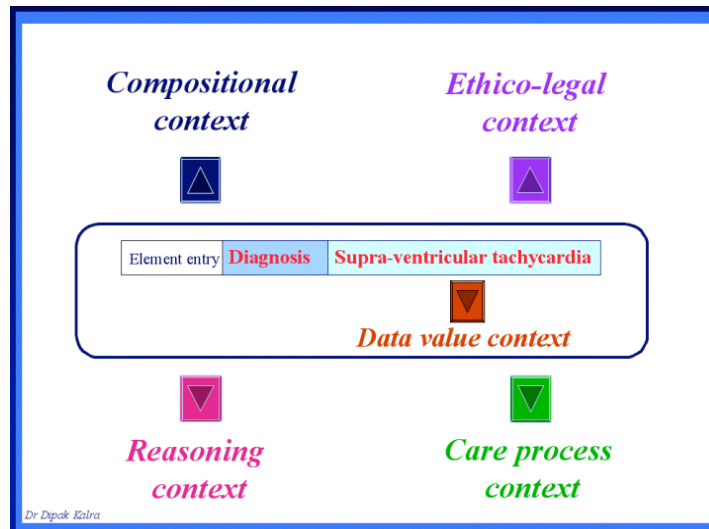 Compositional
context
Ethico-legal
context
Element entry Diagnosis Supra-ventricular tachycardia
Data value context
Reasoning
context
Care process
context
Dr Dipak Kalra